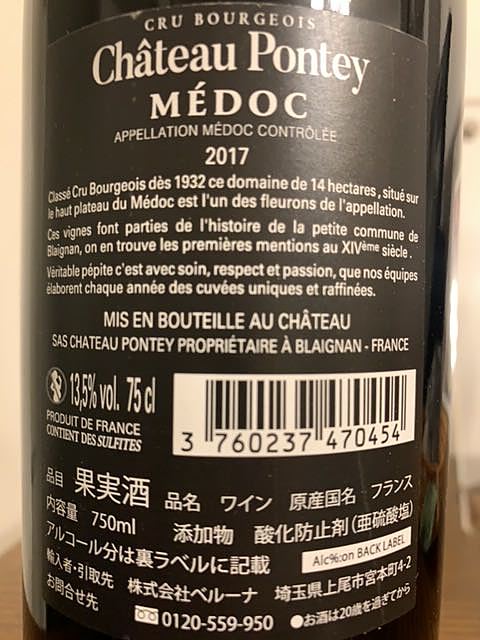 CRU BOURGEOIS
Château Pontey
MÉDOC
APPELLATION MÉDOC CONTRÔLÉE
2017
Classé Cru Bourgeois dès 1932 ce domaine de 14 hectares, situé sur
le haut plateau du Médoc est l'un des fleurons de l'appellation.
Ces vignes font parties de l'histoire de la petite commune de
Blaignan, on en trouve les premières mentions au XIVème siècle.
Véritable pépite c'est avec soin, respect et passion, que nos équipes
élaborent chaque année des cuvées uniques et raffinées.
MIS EN BOUTEILLE AU CHÂTEAU
SAS CHATEAU PONTEY PROPRIÉTAIRE À BLAIGNAN - FRANCE
13,5% vol. 75 cl
PRODUIT DE FRANCE
CONTIENT DES SULFITES
3 760237 470454
品目 果実酒 品名 ワイン 原産国名 フランス
内容量 750ml 添加物 酸化防止剤(亜硫酸塩)
アルコール分は裏ラベルに記載 Alc%:on BACK LABEL
輸入者・引取先 株式会社ベルーナ 埼玉県上尾市宮本町4-2
お問合せ先 0120-559-950 ●お酒は20歳を過ぎてから